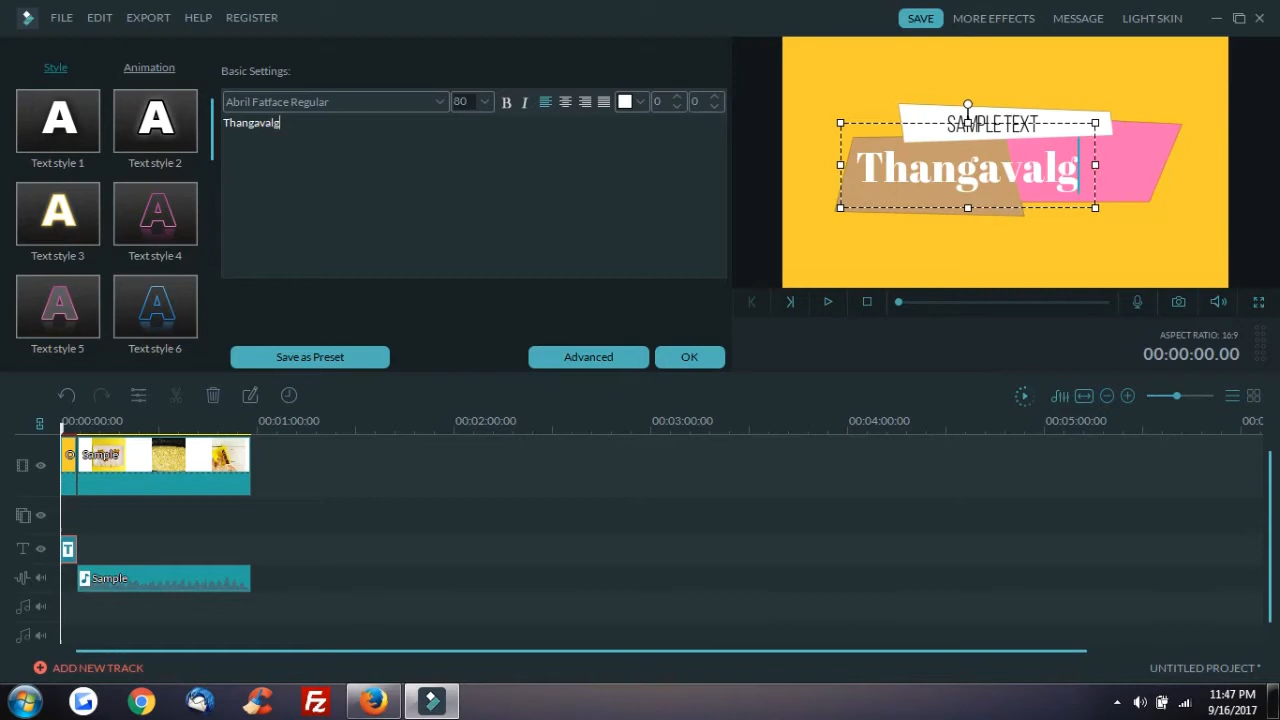 FILE EDIT EXPORT HELP REGISTER SAVE MORE EFFECTS MESSAGE LIGHT SKIN
Style Animation
Basic Settings:
Abril Fatface Regular 80 B I 0 0
Thangavalg
A A
Text style 1 Text style 2
A A
Text style 3 Text style 4
A A
Text style 5 Text style 6
SAMPLE TEXT
Thangavalg
ASPECT RATIO: 16:9
00:00:00.00
Save as Preset Advanced OK
00:00:00:00 00:01:00:00 00:02:00:00 00:03:00:00 00:04:00:00 00:05:00:00
Sample
T T
Sample
ADD NEW TRACK UNTITLED PROJECT *
Fz
11:47 PM
9/16/2017